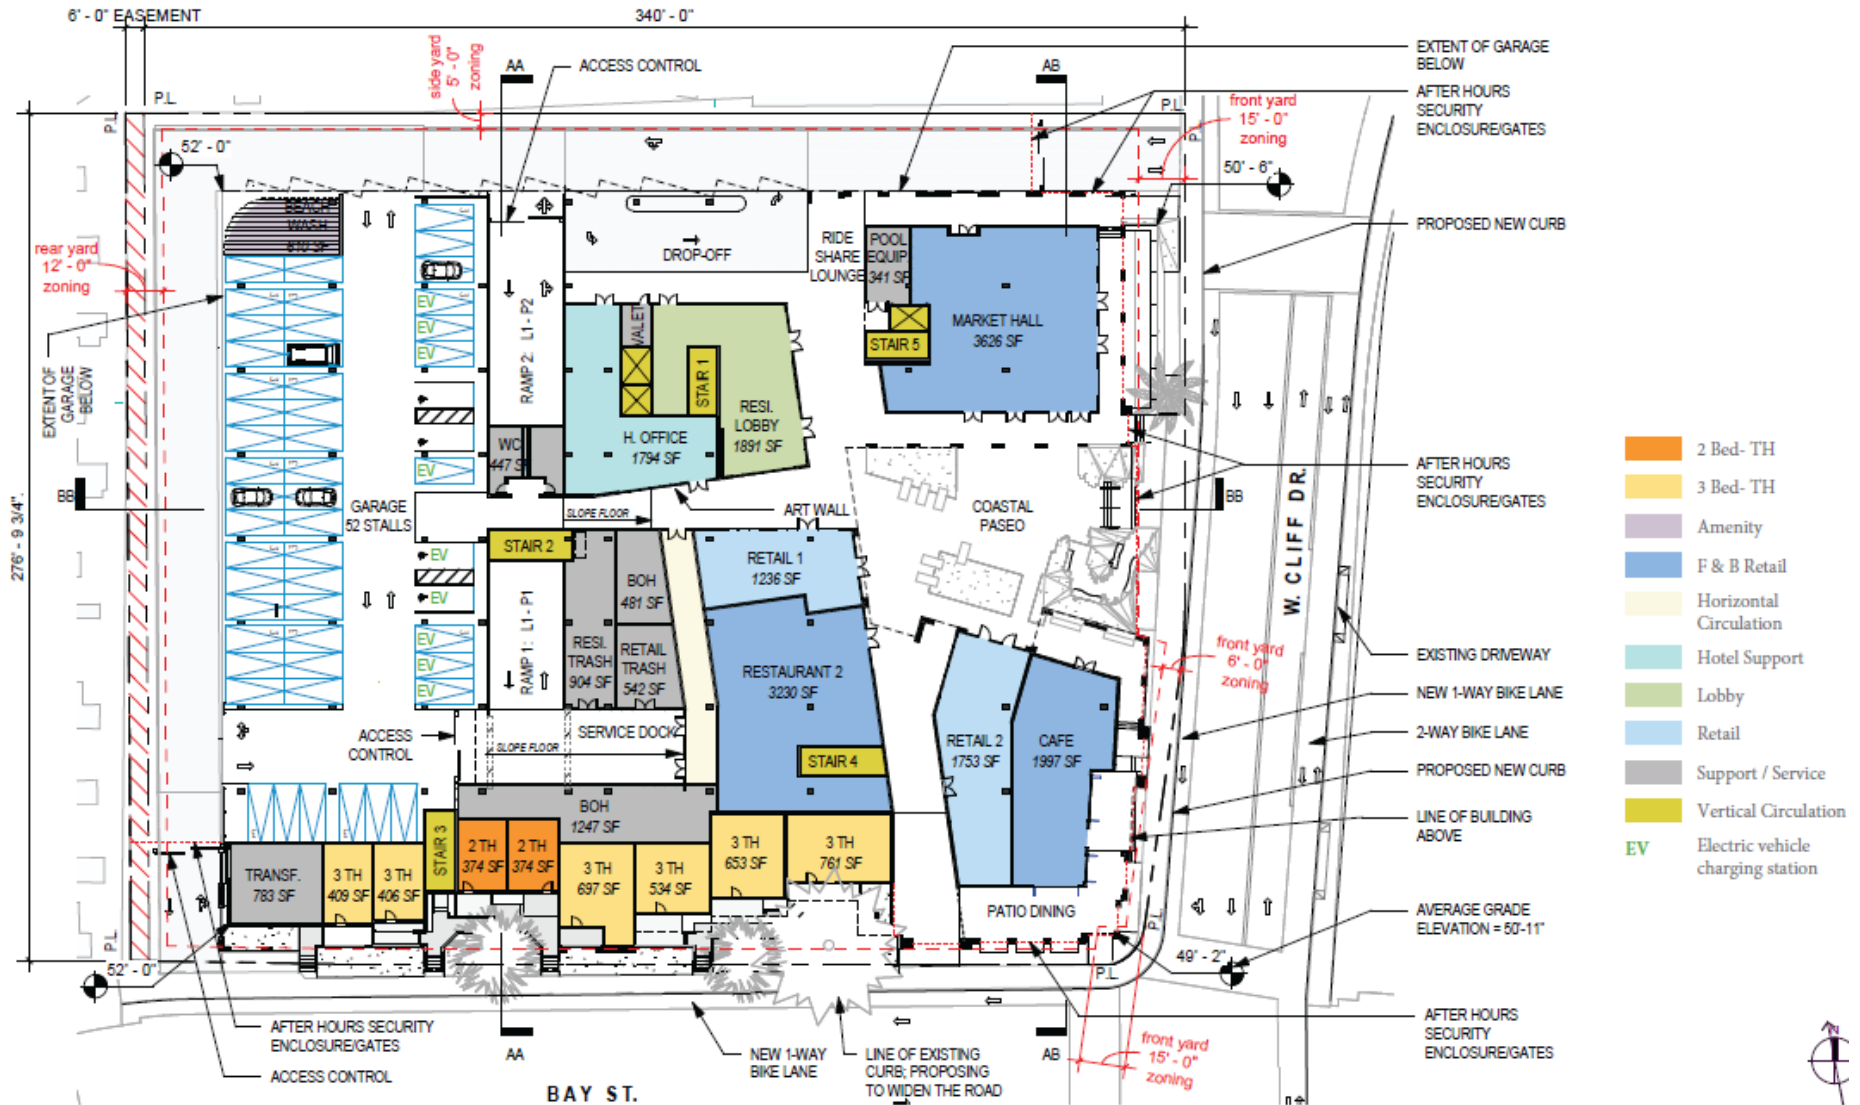 6' - 0" EASEMENT
340' - 0"
side yard
5' - 0"
zoning
AA
ACCESS CONTROL
AB
EXTENT OF GARAGE
BELOW
AFTER HOURS
SECURITY
ENCLOSURE/GATES
P.L.
P.L.
P.L.
P.L.
front yard
15' - 0"
zoning
52' - 0"
50' - 6"
BEACH
WASH
610 SF
PROPOSED NEW CURB
rear yard
12' - 0"
zoning
DROP-OFF
RIDE
SHARE
LOUNGE
POOL
EQUIP.
341 SF
EV
EV
EV
RAMP 2: L1 - P2
VALET
STAIR 1
MARKET HALL
3626 SF
STAIR 5
EXTENT OF
GARAGE
BELOW
RESI.
LOBBY
1891 SF
H. OFFICE
1794 SF
WC
447 SF
EV
2 Bed- TH
3 Bed- TH
Amenity
F & B Retail
Horizontal
Circulation
Hotel Support
Lobby
Retail
Support / Service
Vertical Circulation
EV
Electric vehicle
charging station
AFTER HOURS
SECURITY
ENCLOSURE/GATES
BB
BB
GARAGE
52 STALLS
SLOPE FLOOR
ART WALL
COASTAL
PASEO
W. CLIFF DR.
276' - 9 3/4".
STAIR 2
EV
EV
RETAIL 1
1236 SF
BOH
481 SF
RAMP 1: L1 - P1
EV
EV
EV
RESI.
TRASH
904 SF
RETAIL
TRASH
542 SF
RESTAURANT 2
3230 SF
front yard
6' - 0"
zoning
EXISTING DRIVEWAY
NEW 1-WAY BIKE LANE
2-WAY BIKE LANE
PROPOSED NEW CURB
LINE OF BUILDING
ABOVE
ACCESS
CONTROL
SERVICE DOCK
SLOPE FLOOR
STAIR 4
RETAIL 2
1753 SF
CAFE
1997 SF
BOH
1247 SF
STAIR 3
TRANSF.
783 SF
3 TH
409 SF
3 TH
406 SF
2 TH
374 SF
2 TH
374 SF
3 TH
697 SF
3 TH
534 SF
3 TH
653 SF
3 TH
761 SF
PATIO DINING
AVERAGE GRADE
ELEVATION = 50'-11"
P.L.
P.L.
P.L.
52' - 0"
49' - 2"
AFTER HOURS SECURITY
ENCLOSURE/GATES
ACCESS CONTROL
AA
NEW 1-WAY
BIKE LANE
LINE OF EXISTING
CURB; PROPOSING
TO WIDEN THE ROAD
AB
front yard
15' - 0"
zoning
AFTER HOURS
SECURITY
ENCLOSURE/GATES
BAY ST.